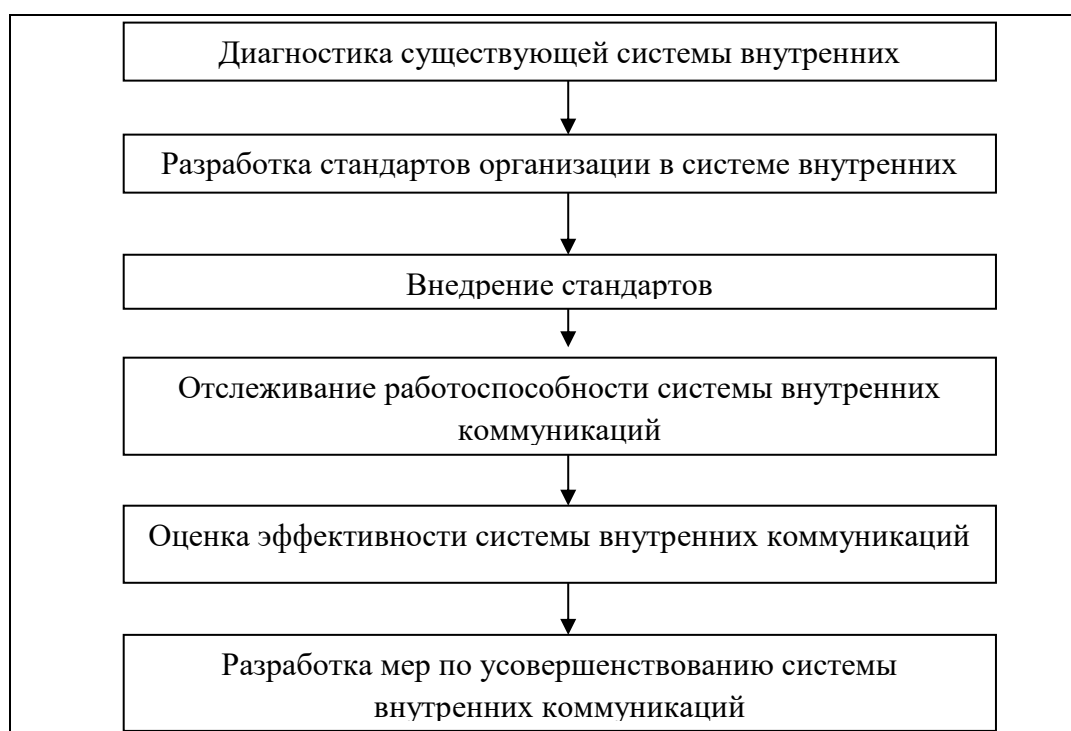 Диагностика существующей системы внутренних
Разработка стандартов организации в системе внутренних
Внедрение стандартов
Отслеживание работоспособности системы внутренних
коммуникаций
Оценка эффективности системы внутренних коммуникаций
Разработка мер по усовершенствованию системы
внутренних коммуникаций